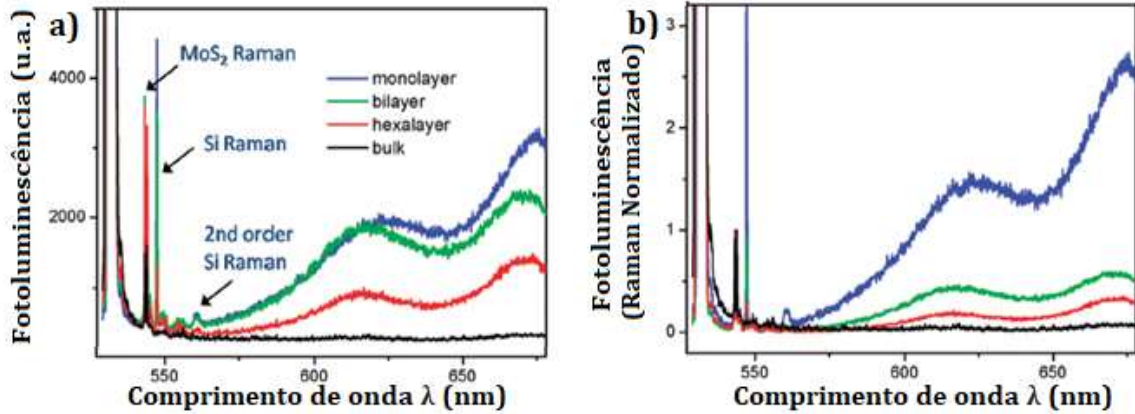 a)
Fotoluminescência (u.a.)
4000
2000
MoS₂ Raman
Si Raman
2nd order
Si Raman
monolayer
bilayer
hexalayer
bulk
550
600
650
Comprimento de onda λ (nm)
b)
Fotoluminescência
(Raman Normalizado)
3
2
1
0
550
600
650
Comprimento de onda λ (nm)